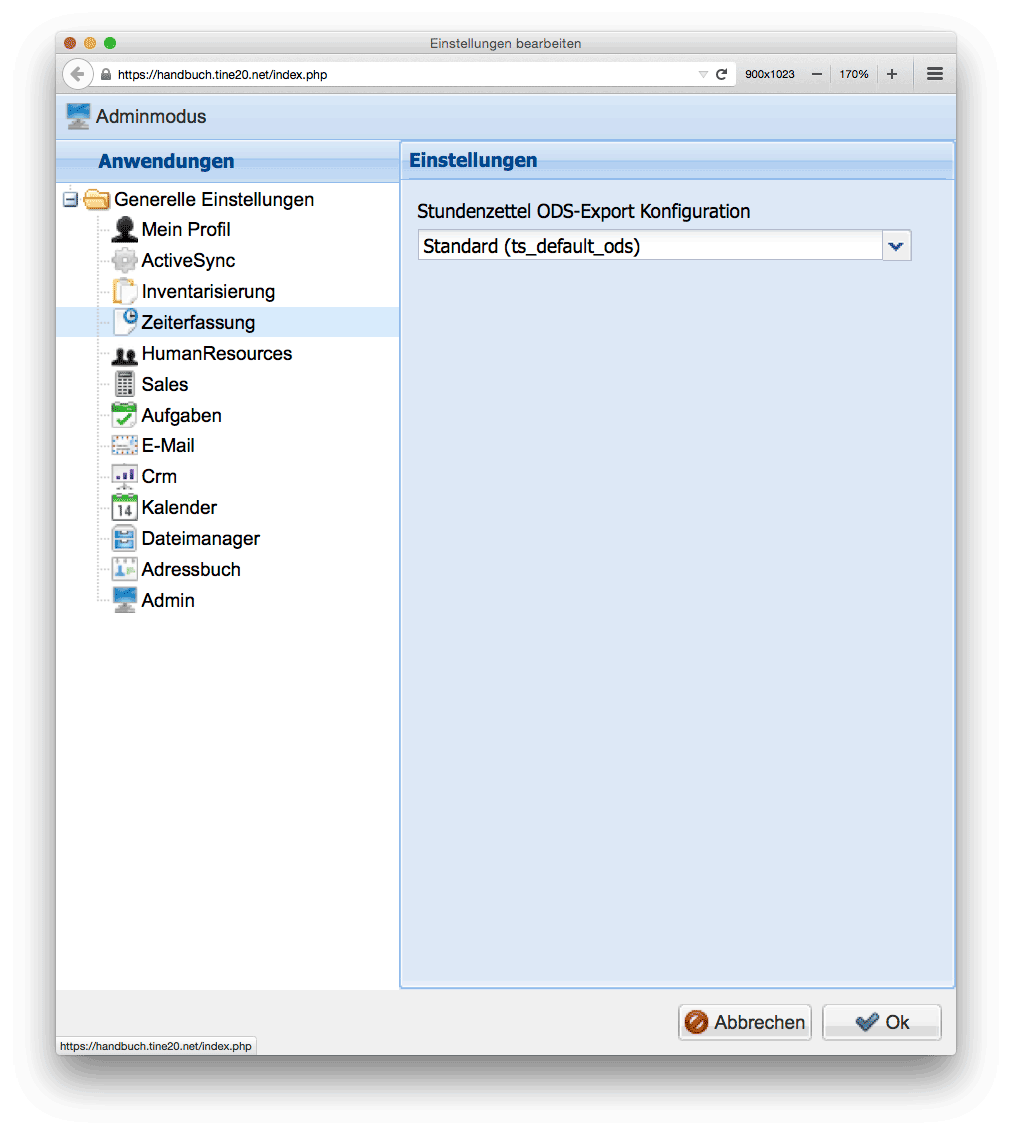 Einstellungen bearbeiten
https://handbuch.tine20.net/index.php
900x1023
170%
Adminmodus
Anwendungen
Generelle Einstellungen
Mein Profil
ActiveSync
Inventarisierung
Zeiterfassung
HumanResources
Sales
Aufgaben
E-Mail
Crm
14
Kalender
Dateimanager
Adressbuch
Admin
Einstellungen
Stundenzettel ODS-Export Konfiguration
Standard (ts_default_ods)
Abbrechen
Ok
https://handbuch.tine20.net/index.php